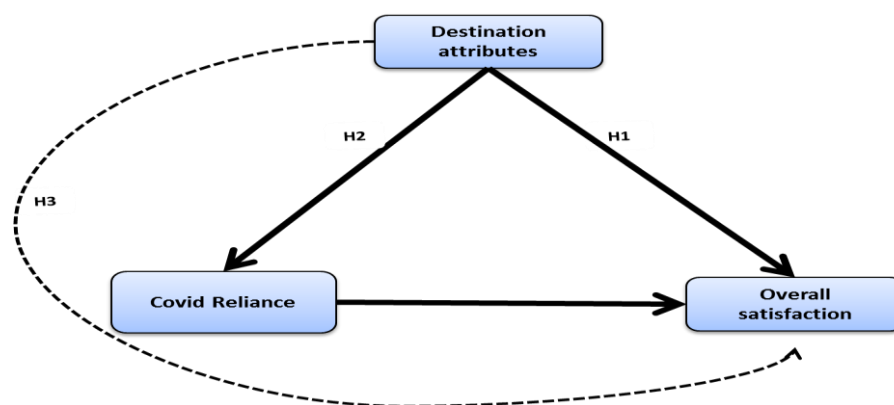 Destination
attributes
H2
H1
H3
Covid Reliance
Overall
satisfaction